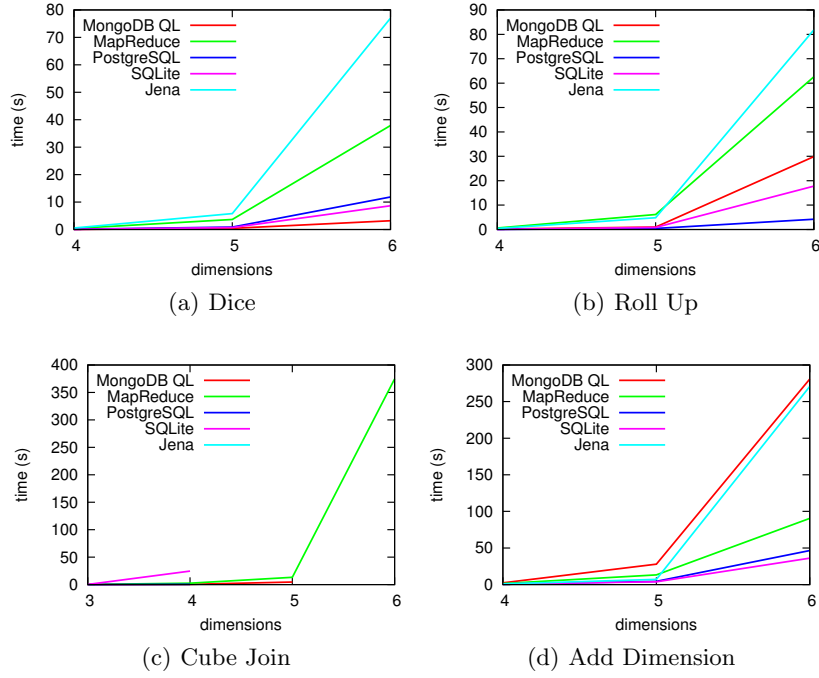 80
70
60
50
40
30
20
10
0
time (s)
MongoDB QL
MapReduce
PostgreSQL
SQLite
Jena
4 5 6
dimensions
(a) Dice
90
80
70
60
50
40
30
20
10
0
time (s)
MongoDB QL
MapReduce
PostgreSQL
SQLite
Jena
4 5 6
dimensions
(b) Roll Up
400
350
300
250
200
150
100
50
0
time (s)
MongoDB QL
MapReduce
PostgreSQL
SQLite
Jena
3 4 5 6
dimensions
(c) Cube Join
300
250
200
150
100
50
0
time (s)
MongoDB QL
MapReduce
PostgreSQL
SQLite
Jena
4 5 6
dimensions
(d) Add Dimension